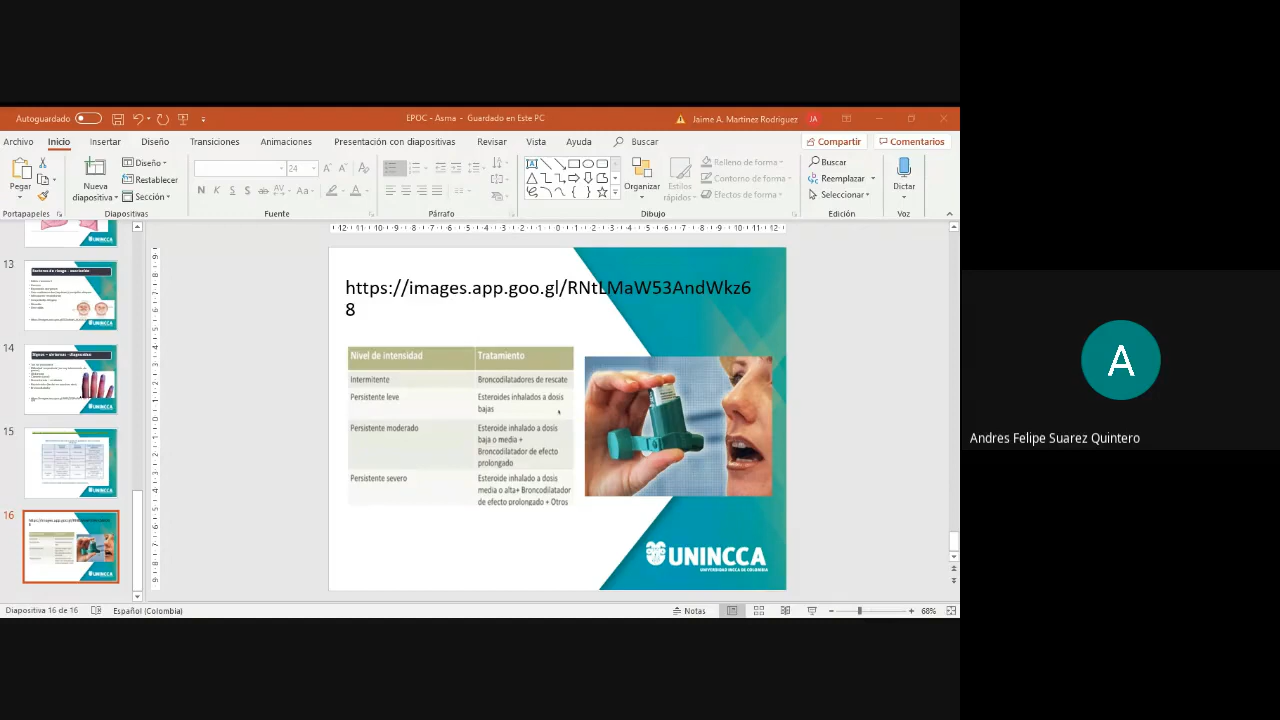 Autoguardado
EPOC - Asma - Guardado en Este PC
Jaime A. Martinez Rodriguez JA
Archivo Inicio Insertar Diseño Transiciones Animaciones Presentación con diapositivas Revisar Vista Ayuda Buscar Compartir Comentarios
Pegar
Portapapeles
Nueva diapositiva
Diseño
Restablecer
Sección
Diapositivas
24
N K S
Fuente
Párrafo
Organizar
Estilos rápidos
Relleno de forma
Contorno de forma
Efectos de forma
Dibujo
Buscar
Reemplazar
Seleccionar
Edición
Dictar
Voz
13
14
15
16
UNINCCA
https://images.app.goo.gl/RNtLMaW53AndWkz6
8
Nivel de intensidad Tratamiento
Intermitente Broncodilatadores de rescate
Persistente leve Esteroides inhalados a dosis
bajas
Persistente moderado Esteroide inhalado a dosis
baja o media +
Broncodilatador de efecto
prolongado
Persistente severo Esteroide inhalado a dosis
media o alta+ Broncodilatador
de efecto prolongado + Otros
UNINCCA
UNIVERSIDAD INCCA DE COLOMBIA
A
Andres Felipe Suarez Quintero
Diapositiva 16 de 16 Español (Colombia) Notas 68%